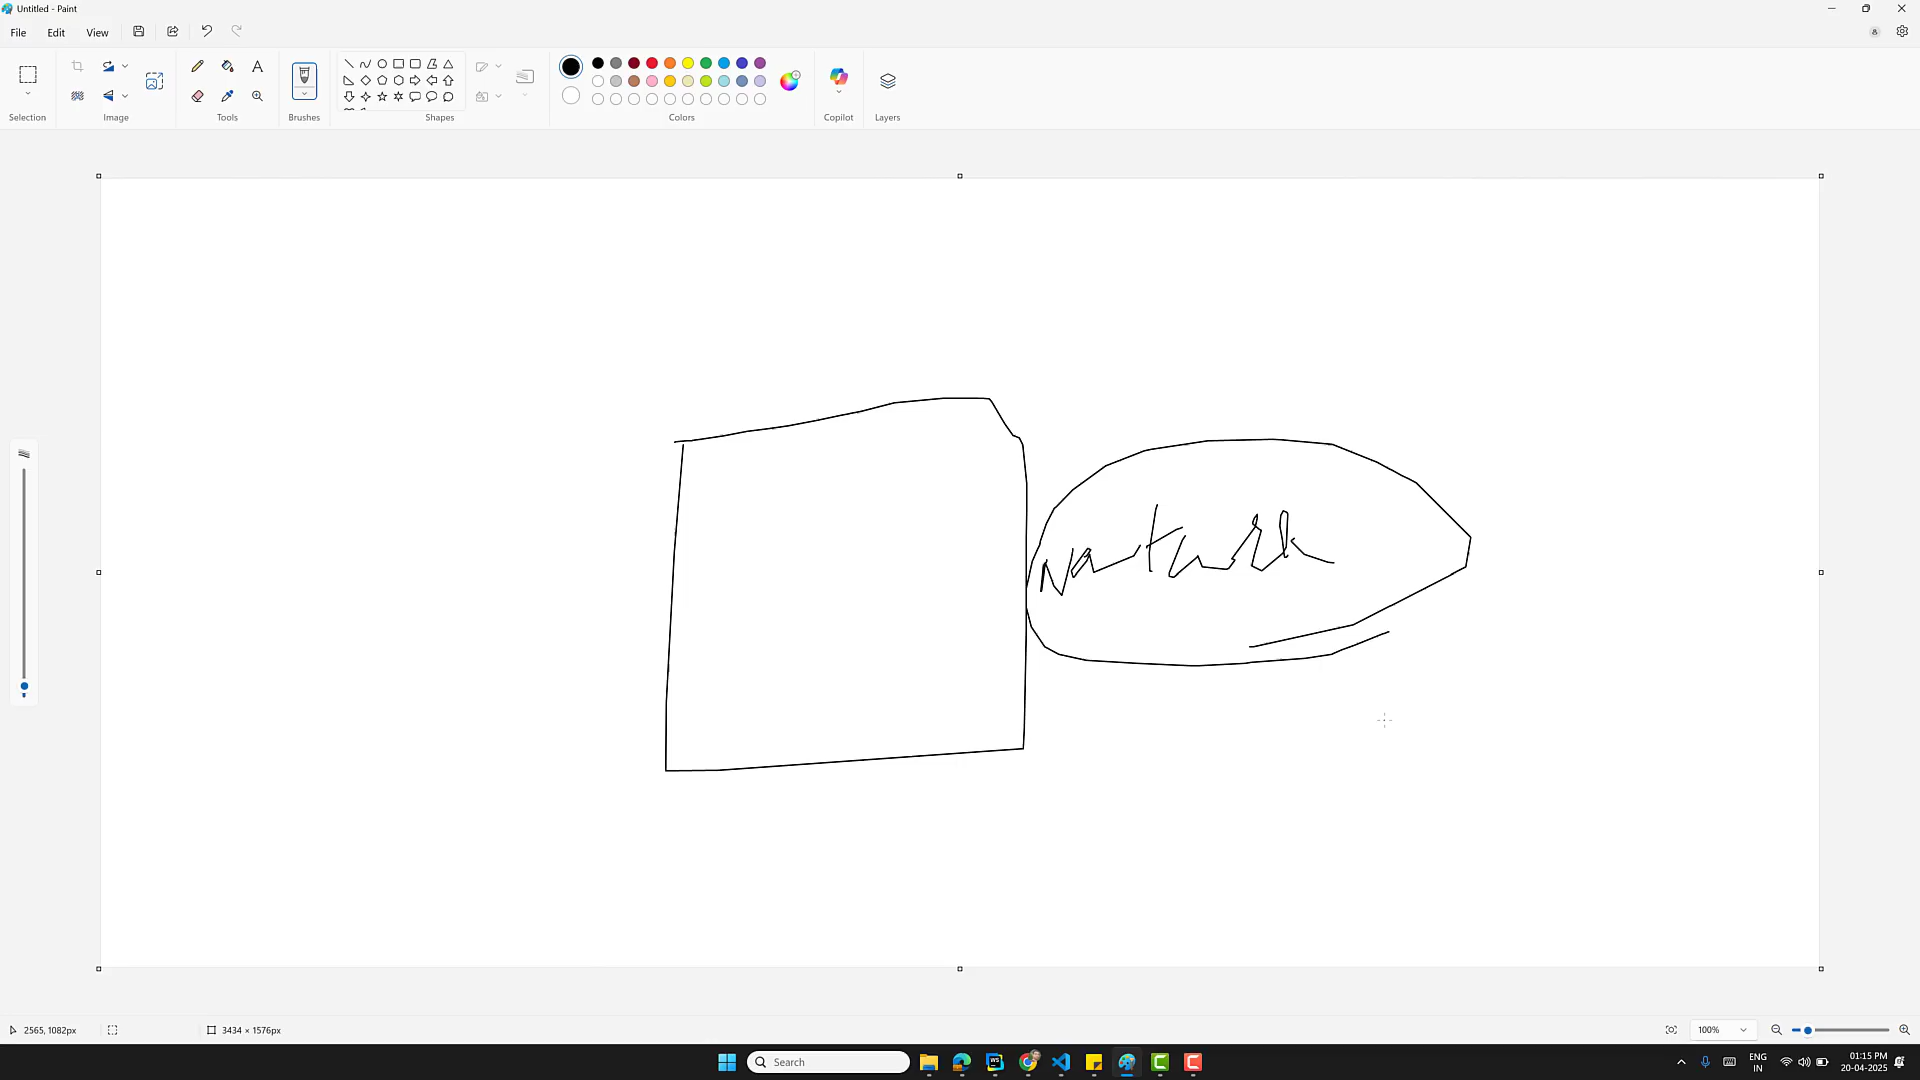 Untitled - Paint
File Edit View
Selection Image Tools Brushes Shapes Colors Copilot Layers
2565, 1082px 3434 × 1576px 100%
Search
ENG
IN
01:15 PM
20-04-2025